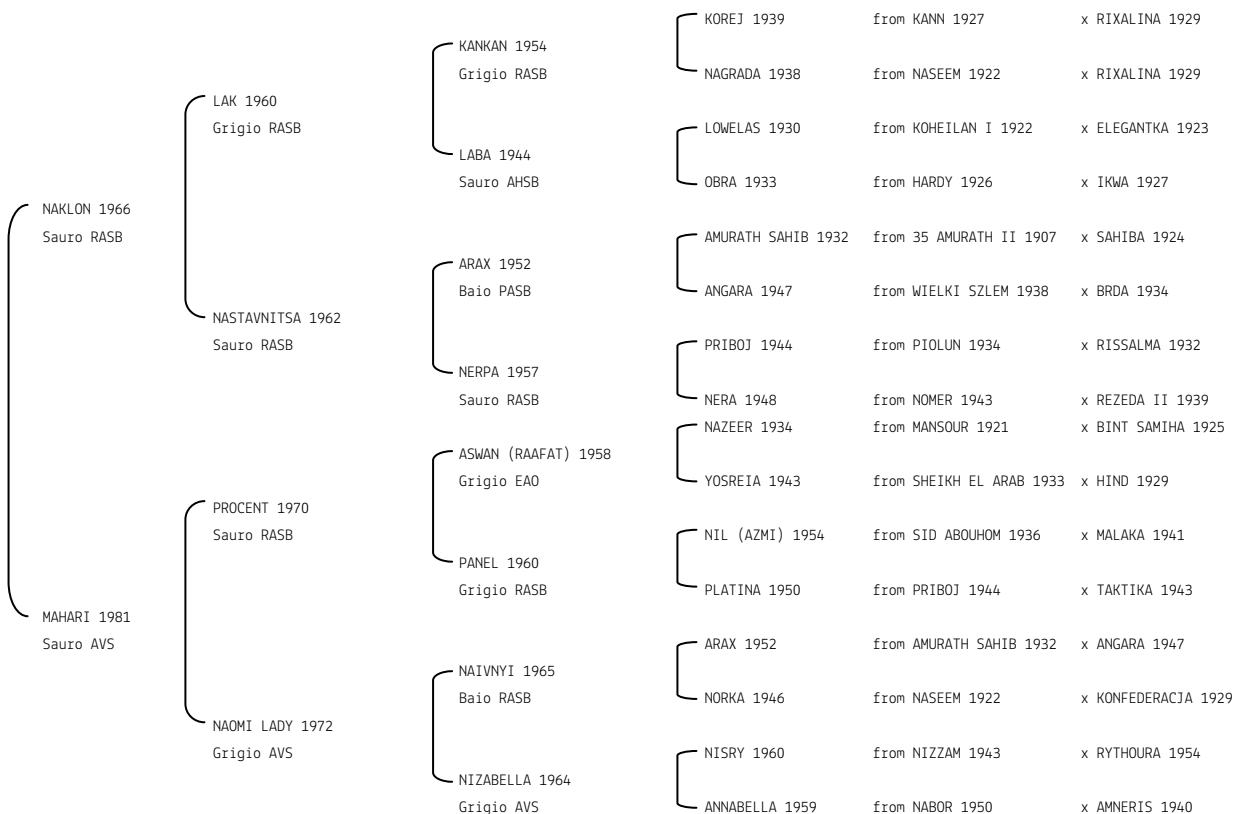 KOREJ 1939 from KANN 1927 x RIXALINA 1929
KANKAN 1954
Grigio RASB NAGRADA 1938 from NASEEM 1922 x RIXALINA 1929
LAK 1960
Grigio RASB LOWELAS 1930 from KOHEILAN I 1922 x ELEGANTKA 1923
LABA 1944
Sauro AHSB OBRA 1933 from HARDY 1926 x IKWA 1927
NAKLON 1966
Sauro RASB AMURATH SAHIB 1932 from 35 AMURATH II 1907 x SAHIBA 1924
ARAX 1952
Baio PASB ANGARA 1947 from WIELKI SZLEM 1938 x BRDA 1934
NASTAVNITSA 1962
Sauro RASB PRIBOJ 1944 from PIOLUN 1934 x RISSALMA 1932
NERPA 1957
Sauro RASB NERA 1948 from NOMER 1943 x REZEDA II 1939
NAZEER 1934 from MANSOUR 1921 x BINT SAMIHA 1925
ASWAN (RAAFAT) 1958
Grigio EAO YOSREIA 1943 from SHEIKH EL ARAB 1933 x HIND 1929
PROCENT 1970
Sauro RASB NIL (AZMI) 1954 from SID ABOUHOM 1936 x MALAKA 1941
PANEL 1960
Grigio RASB PLATINA 1950 from PRIBOJ 1944 x TAKTIKA 1943
MAHARI 1981
Sauro AVS ARAX 1952 from AMURATH SAHIB 1932 x ANGARA 1947
NAIVNYI 1965
Baio RASB NORKA 1946 from NASEEM 1922 x KONFEDERACJA 1929
NAOMI LADY 1972
Grigio AVS NISRY 1960 from NIZZAM 1943 x RYTHOURA 1954
NIZABELLA 1964
Grigio AVS ANNABELLA 1959 from NABOR 1950 x AMNERIS 1940